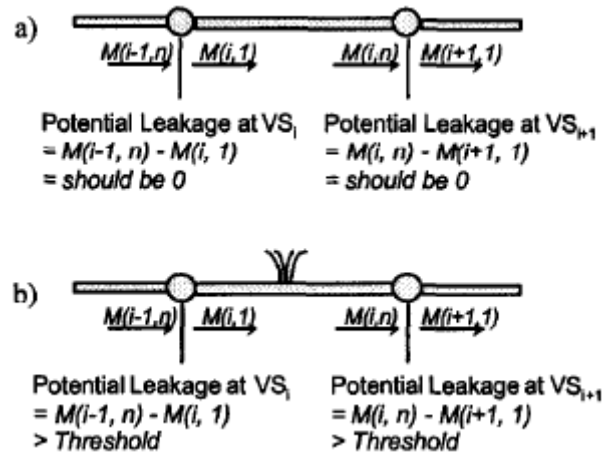 a)
M(i-1,n) M(i,1) M(i,n) M(i+1,1)
Potential Leakage at VSi Potential Leakage at VSi+1
= M(i-1, n) - M(i, 1) = M(i, n) - M(i+1, 1)
= should be 0 = should be 0
b)
M(i-1,n) M(i,1) M(i,n) M(i+1,1)
Potential Leakage at VSi Potential Leakage at VSi+1
= M(i-1, n) - M(i, 1) = M(i, n) - M(i+1, 1)
> Threshold > Threshold